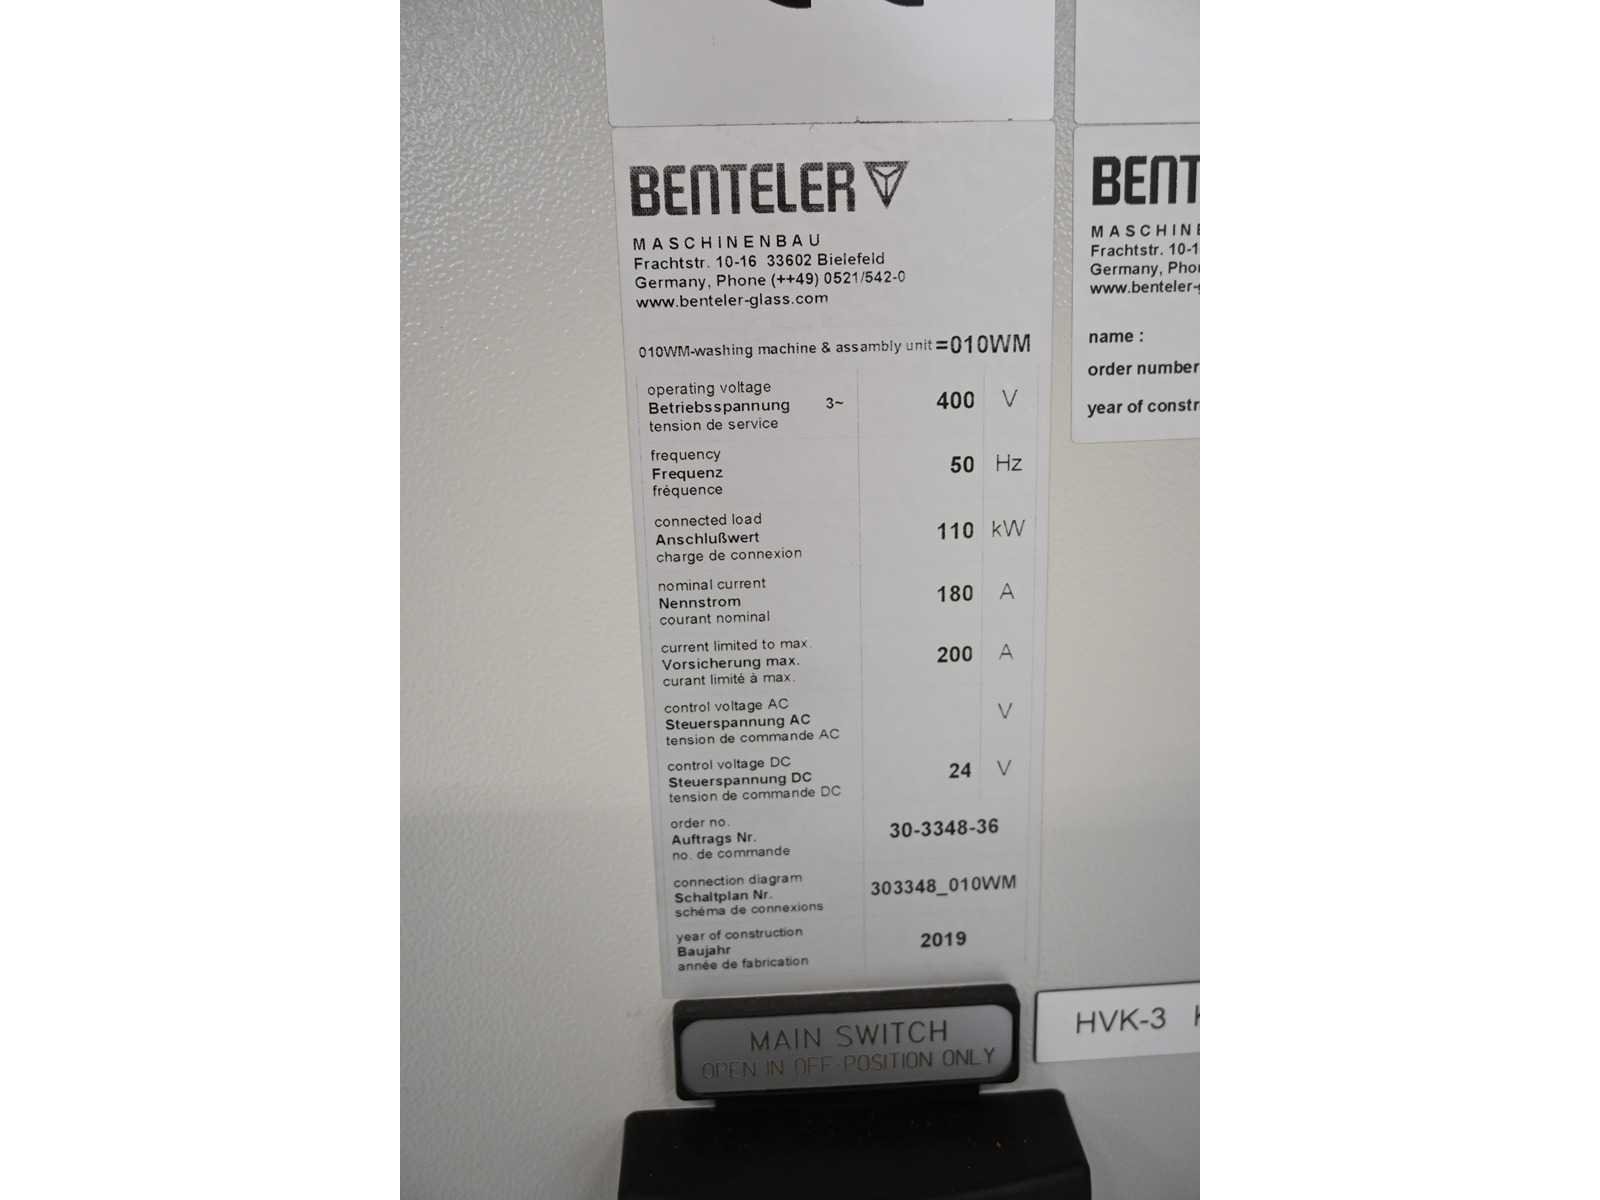 BENTELER
MASCHINENBAU
Frachtstr. 10-16 33602 Bielefeld
Germany, Phone (++49) 0521/542-0
www.benteler-glass.com
010WM-washing machine & assambly unit =010WM
operating voltage
Betriebsspannung 3~ 400 V
tension de service
frequency
Frequenz 50 Hz
fréquence
connected load
Anschlußwert 110 kW
charge de connexion
nominal current
Nennstrom 180 A
courant nominal
current limited to max.
Vorsicherung max. 200 A
curant limité à max.
control voltage AC
Steuerspannung AC V
tension de commande AC
control voltage DC
Steuerspannung DC 24 V
tension de commande DC
order no.
Auftrags Nr. 30-3348-36
no. de commande
connection diagram
Schaltplan Nr. 303348_010WM
schéma de connexions
year of construction
Baujahr 2019
année de fabrication
MAIN SWITCH
OPEN IN OFF-POSITION ONLY
BENT
MASCHINE
Frachtstr. 10-1
Germany, Pho
www.benteler-
name :
order number
year of constr
HVK-3